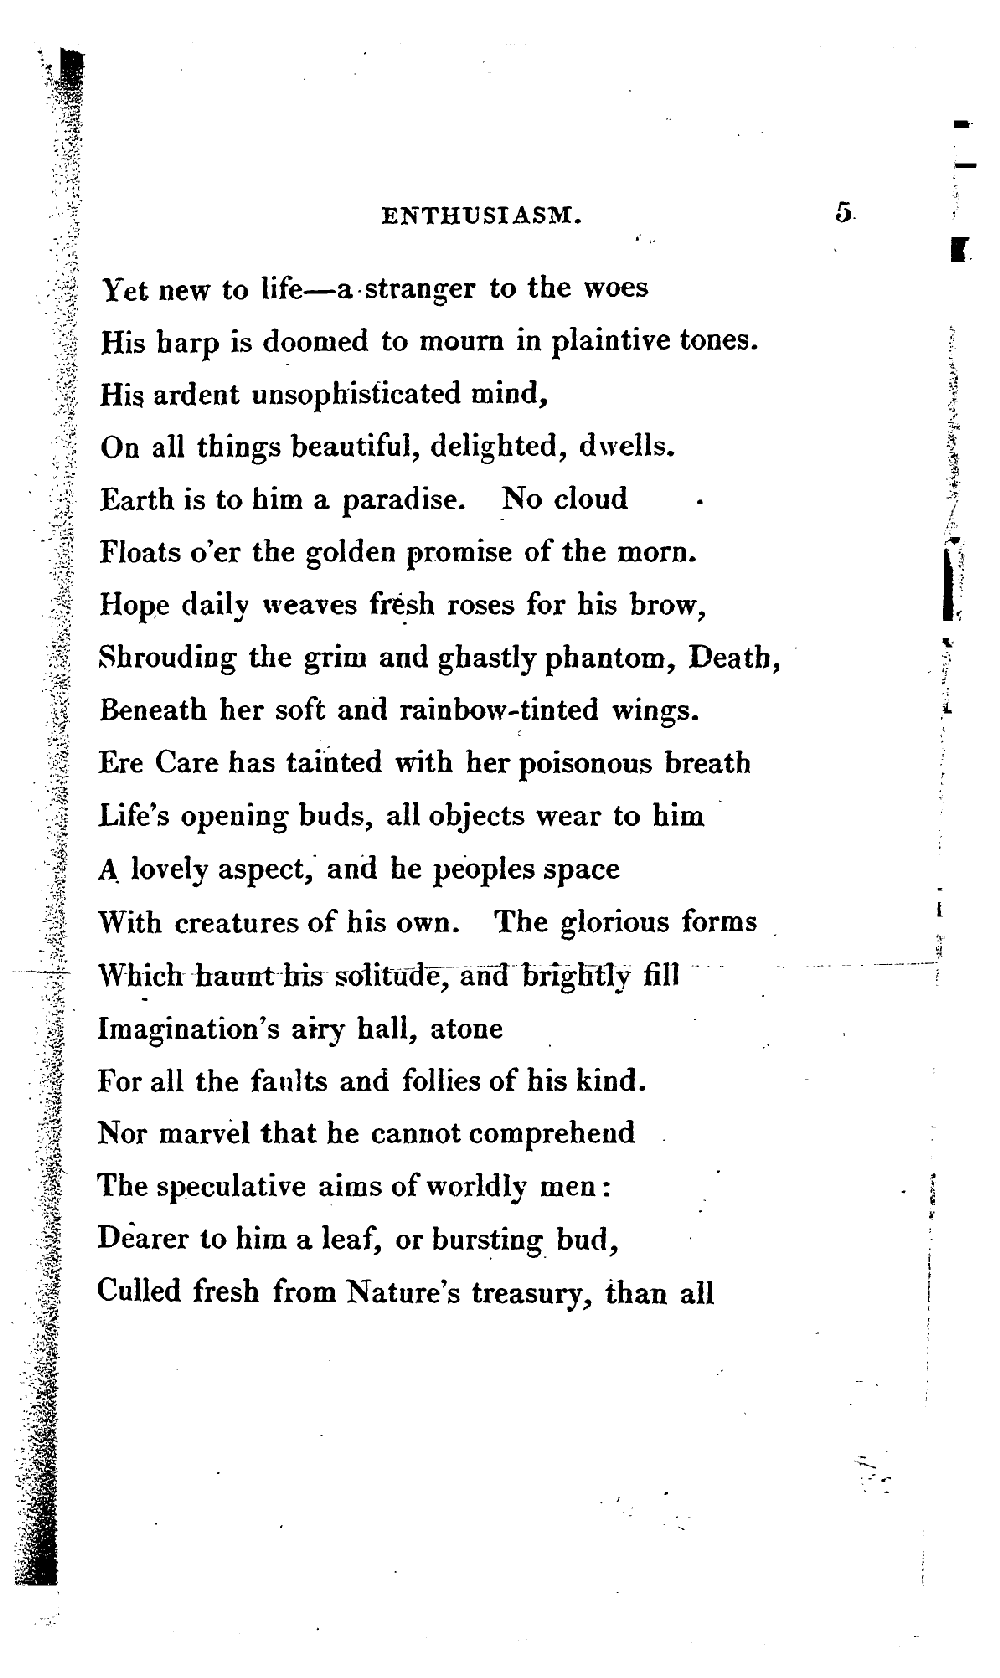 ENTHUSIASM. 5
Yet new to life—a stranger to the woes
His harp is doomed to mourn in plaintive tones.
His ardent unsophisticated mind,
On all things beautiful, delighted, dwells.
Earth is to him a paradise. No cloud
Floats o'er the golden promise of the morn.
Hope daily weaves fresh roses for his brow,
Shrouding the grim and ghastly phantom, Death,
Beneath her soft and rainbow-tinted wings.
Ere Care has tainted with her poisonous breath
Life's opening buds, all objects wear to him
A lovely aspect, and he peoples space
With creatures of his own. The glorious forms
Which haunt his solitude, and brightly fill
Imagination's airy hall, atone
For all the faults and follies of his kind.
Nor marvel that he cannot comprehend
The speculative aims of worldly men:
Dearer to him a leaf, or bursting bud,
Culled fresh from Nature's treasury, than all